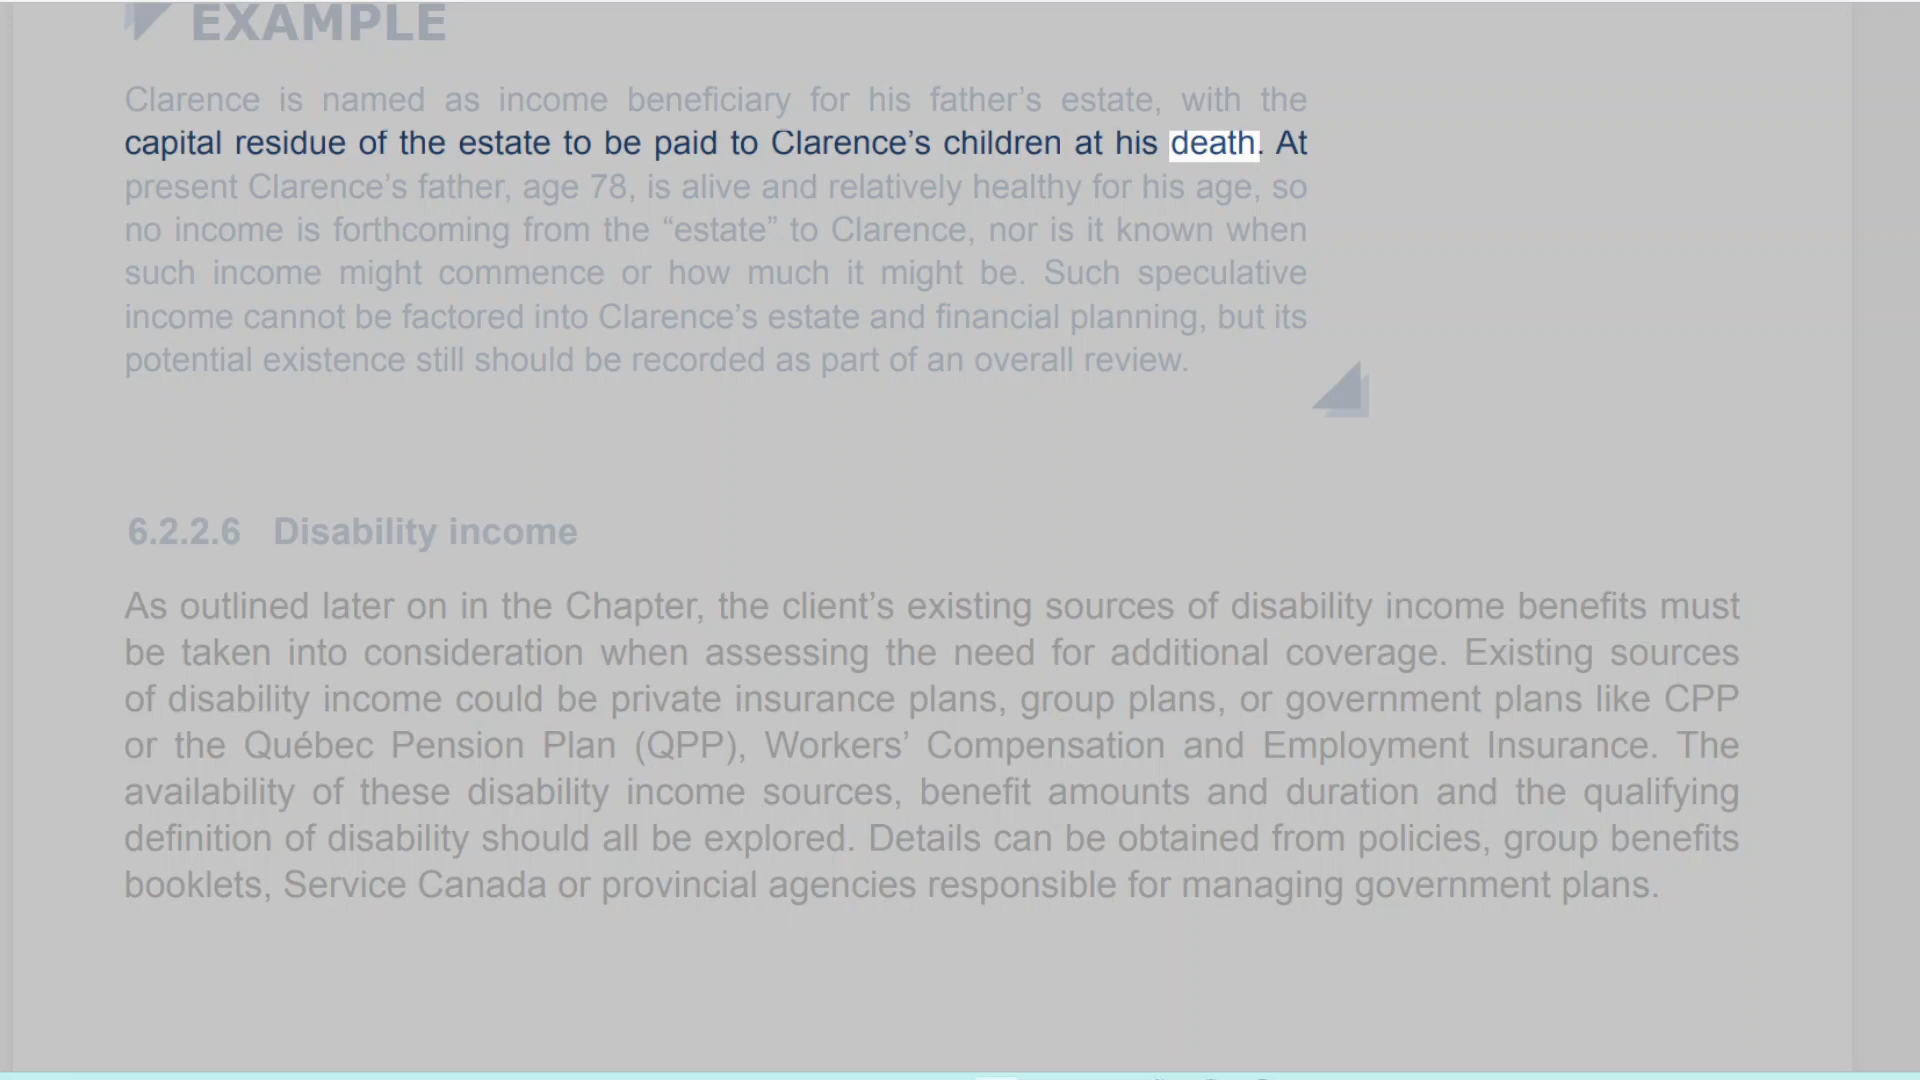 EXAMPLE
Clarence is named as income beneficiary for his father’s estate, with the
capital residue of the estate to be paid to Clarence’s children at his death. At
present Clarence’s father, age 78, is alive and relatively healthy for his age, so
no income is forthcoming from the “estate” to Clarence, nor is it known when
such income might commence or how much it might be. Such speculative
income cannot be factored into Clarence’s estate and financial planning, but its
potential existence still should be recorded as part of an overall review.
6.2.2.6 Disability income
As outlined later on in the Chapter, the client’s existing sources of disability income benefits must
be taken into consideration when assessing the need for additional coverage. Existing sources
of disability income could be private insurance plans, group plans, or government plans like CPP
or the Québec Pension Plan (QPP), Workers’ Compensation and Employment Insurance. The
availability of these disability income sources, benefit amounts and duration and the qualifying
definition of disability should all be explored. Details can be obtained from policies, group benefits
booklets, Service Canada or provincial agencies responsible for managing government plans.